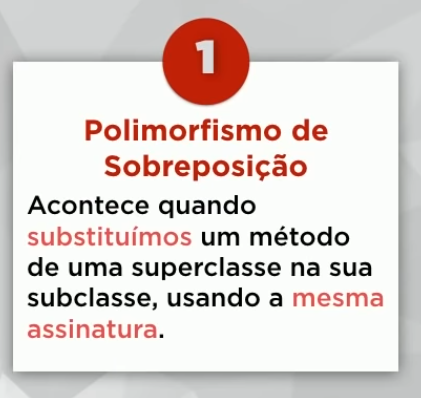 1
Polimorfismo de
Sobreposição
Acontece quando
substituímos um método
de uma superclasse na sua
subclasse, usando a mesma
assinatura.